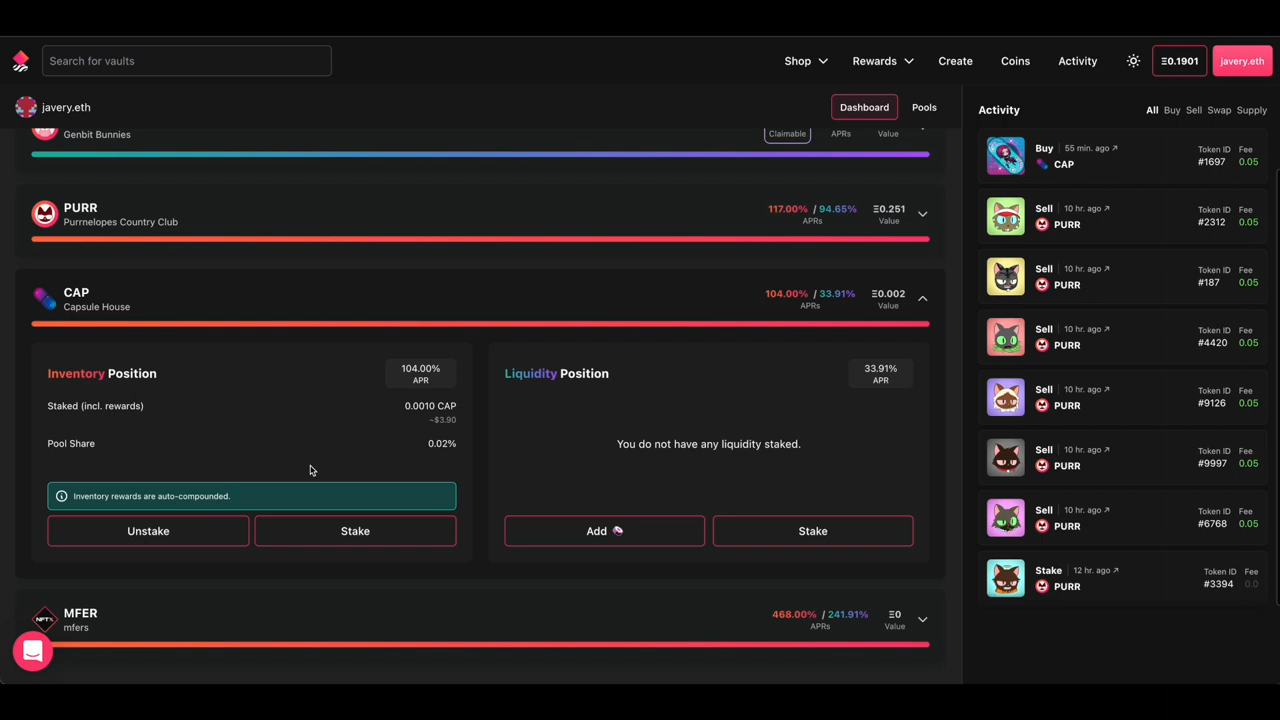 Search for vaults
Shop Rewards Create Coins Activity Ξ0.1901 javery.eth
javery.eth Dashboard Pools
Genbit Bunnies Claimable APRs Value
PURR 117.00% / 94.65% Ξ0.251
Purrnelopes Country Club APRs Value
CAP 104.00% / 33.91% Ξ0.002
Capsule House APRs Value
Inventory Position 104.00% APR
Staked (incl. rewards) 0.0010 CAP
~$3.90
Pool Share 0.02%
Inventory rewards are auto-compounded.
Unstake Stake
Liquidity Position 33.91% APR
You do not have any liquidity staked.
Add Stake
MFER 468.00% / 241.91% Ξ0
mfers APRs Value
NFTX
Activity All Buy Sell Swap Supply
Buy 55 min. ago Token ID Fee
CAP #1697 0.05
Sell 10 hr. ago Token ID Fee
PURR #2312 0.05
Sell 10 hr. ago Token ID Fee
PURR #187 0.05
Sell 10 hr. ago Token ID Fee
PURR #4420 0.05
Sell 10 hr. ago Token ID Fee
PURR #9126 0.05
Sell 10 hr. ago Token ID Fee
PURR #9997 0.05
Sell 10 hr. ago Token ID Fee
PURR #6768 0.05
Stake 12 hr. ago Token ID Fee
PURR #3394 0.0